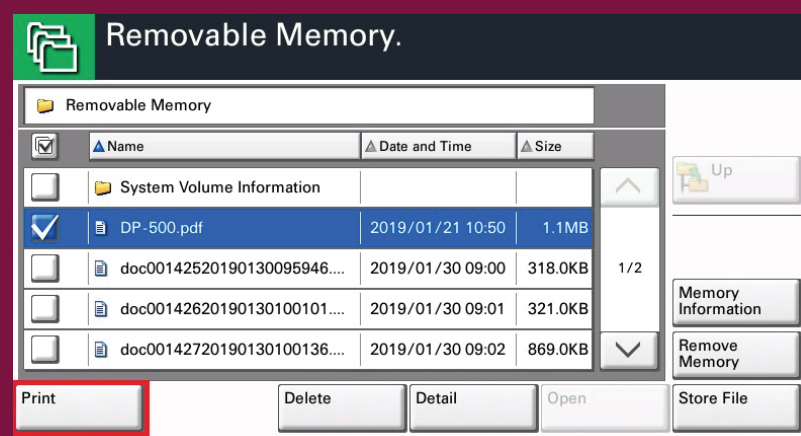 Removable Memory.
Removable Memory
Name Date and Time Size
Up
System Volume Information
DP-500.pdf 2019/01/21 10:50 1.1MB
doc00142520190130095946.... 2019/01/30 09:00 318.0KB 1/2
doc00142620190130100101.... 2019/01/30 09:01 321.0KB
Memory
Information
doc00142720190130100136.... 2019/01/30 09:02 869.0KB
Remove
Memory
Print Delete Detail Open Store File